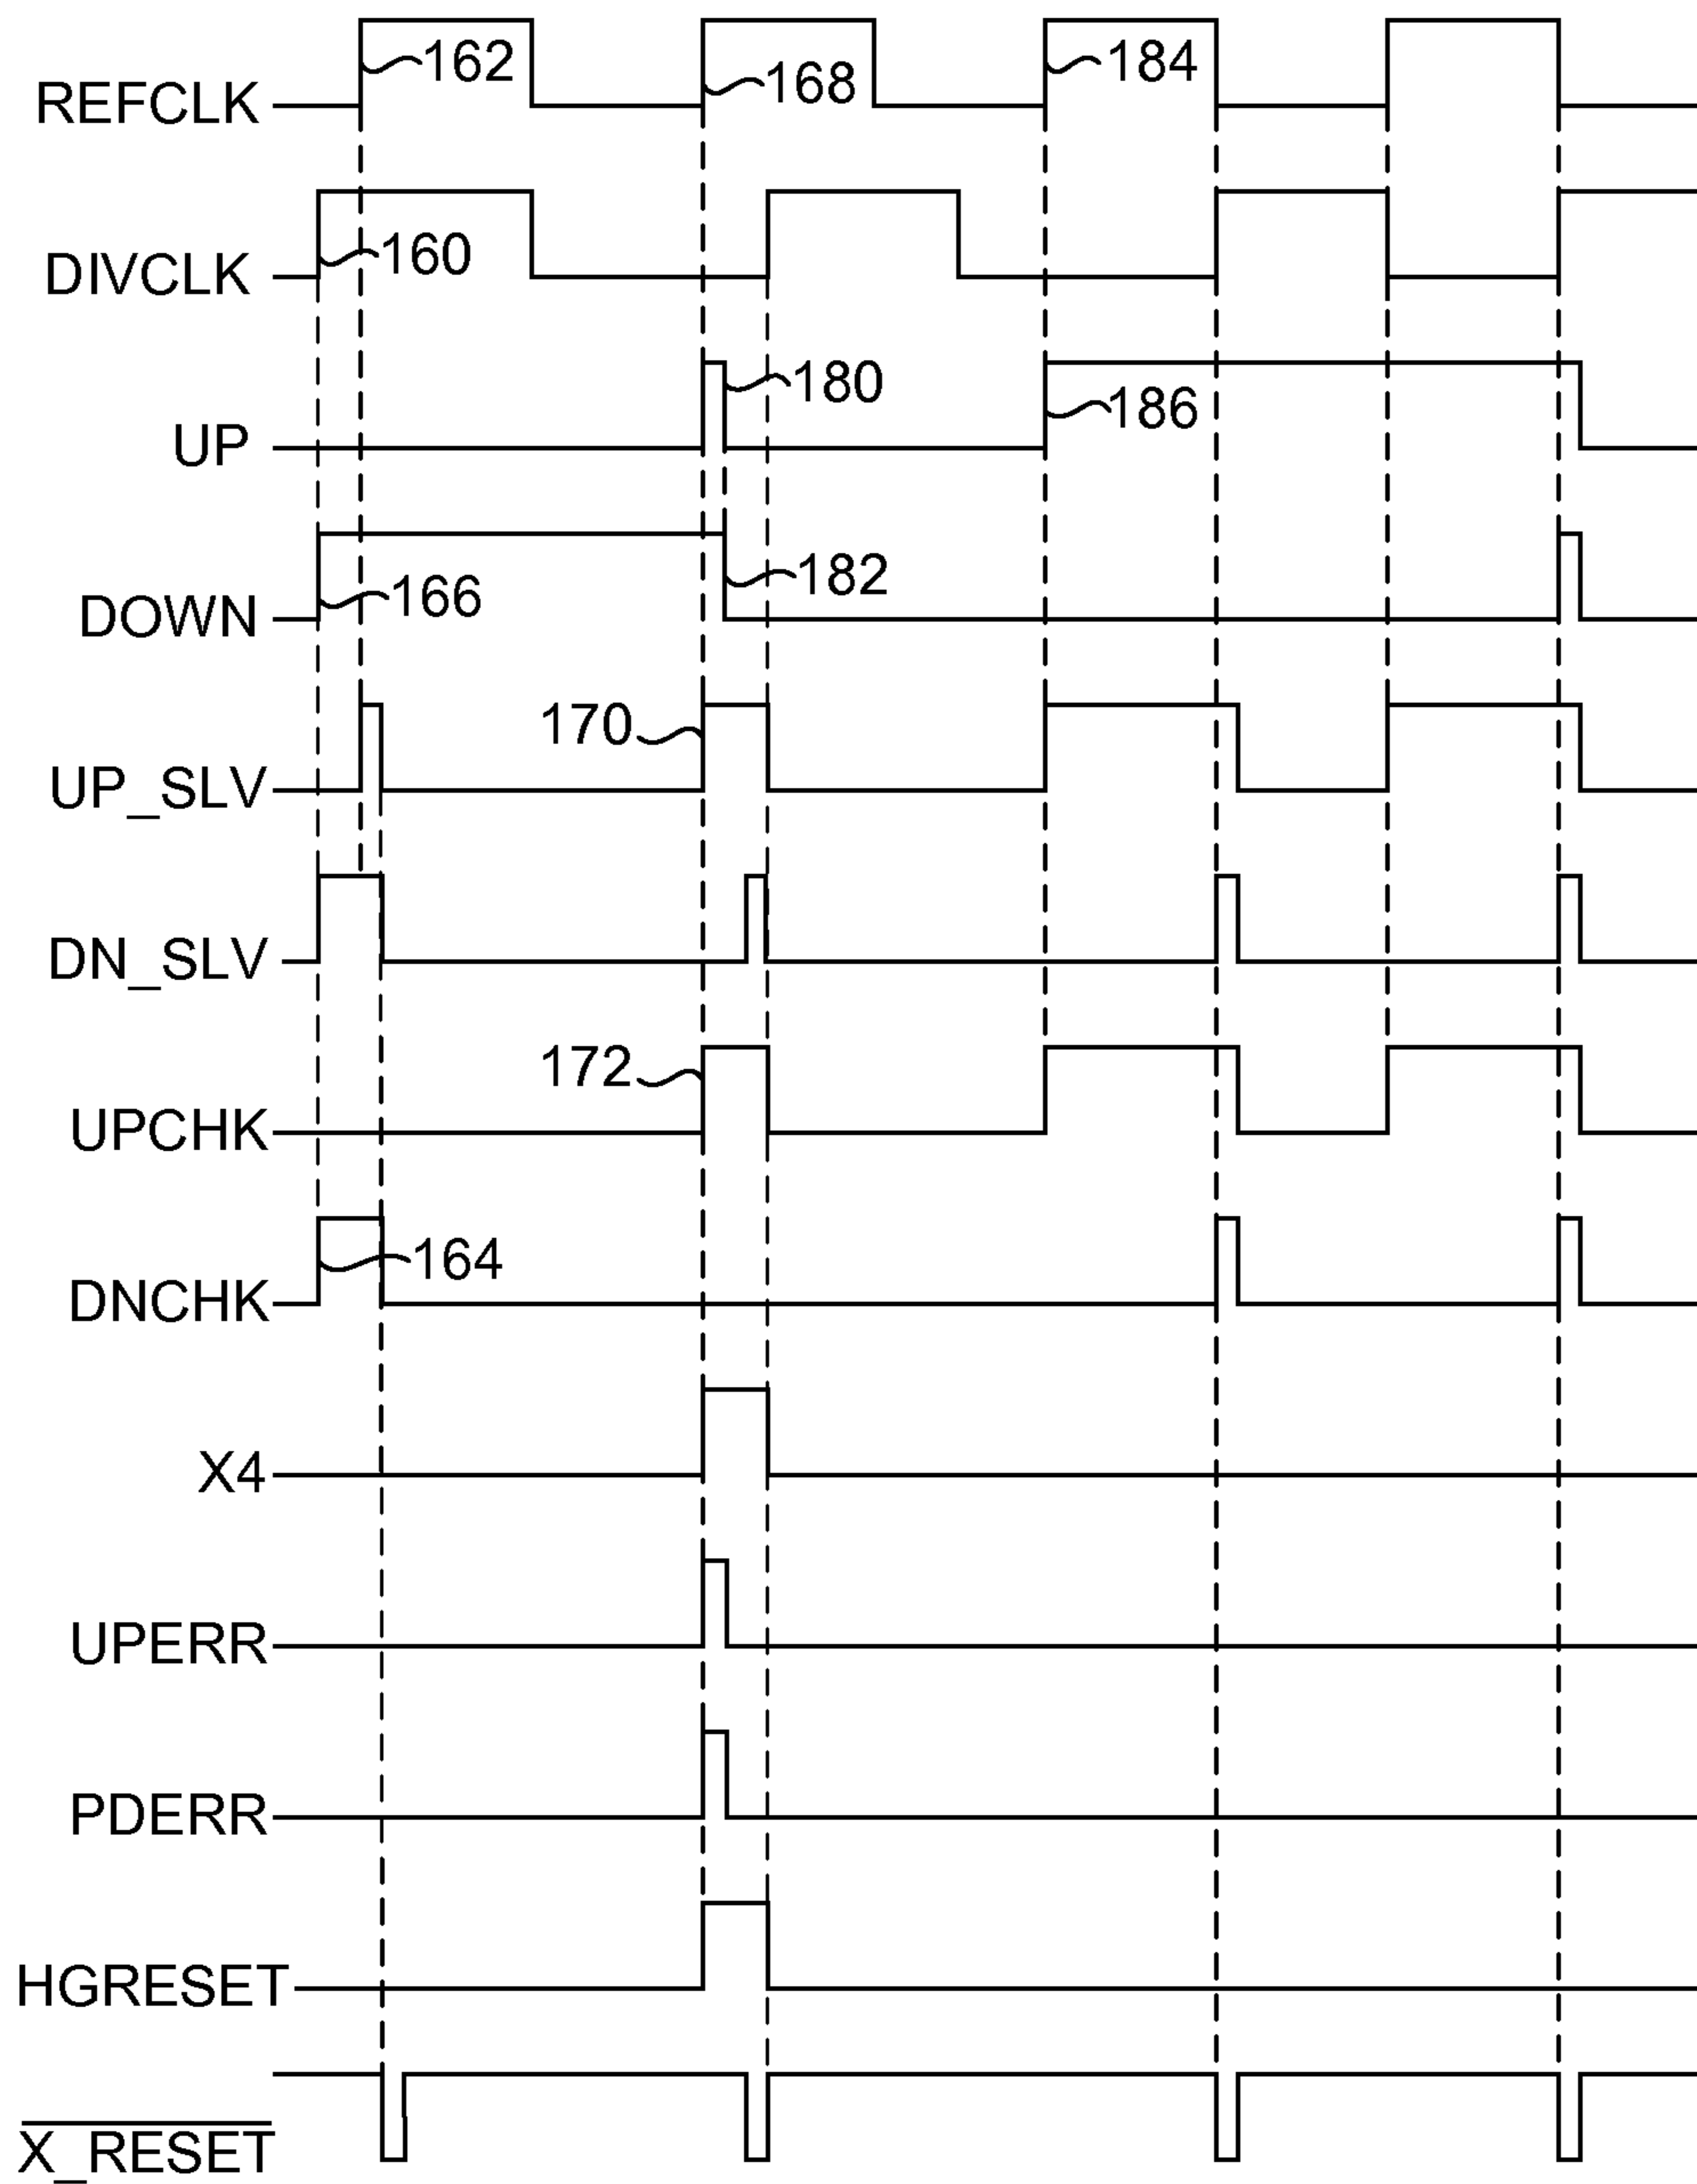 162
168
184
REFCLK
160
DIVCLK
180
186
UP
182
166
DOWN
170
UP_SLV
DN_SLV
172
UPCHK
164
DNCHK
X4
UPERR
PDERR
HGRESET
X_RESET